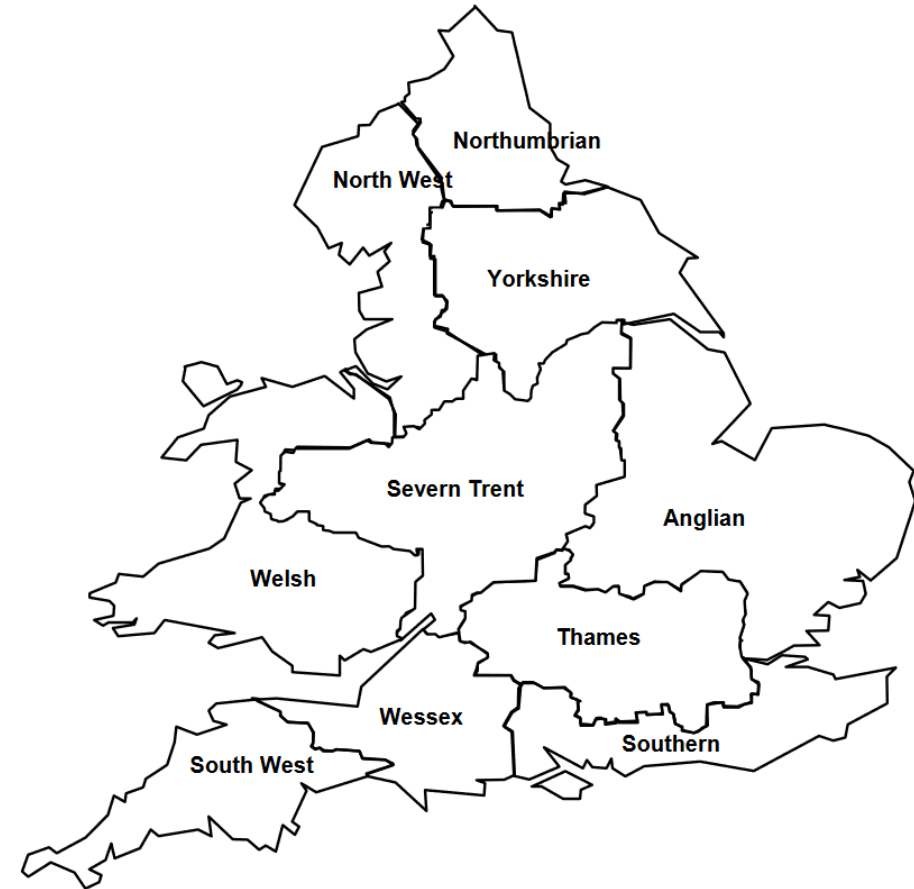 Northumbrian
North West
Yorkshire
Severn Trent
Anglian
Welsh
Thames
Wessex
Southern
South West